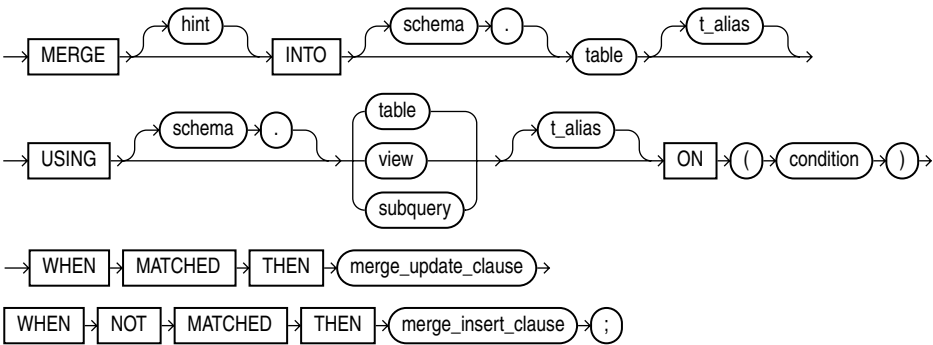 hint schema . t_alias
MERGE INTO table
schema . table t_alias
USING view ON ( condition )
subquery
WHEN MATCHED THEN merge_update_clause
WHEN NOT MATCHED THEN merge_insert_clause ;